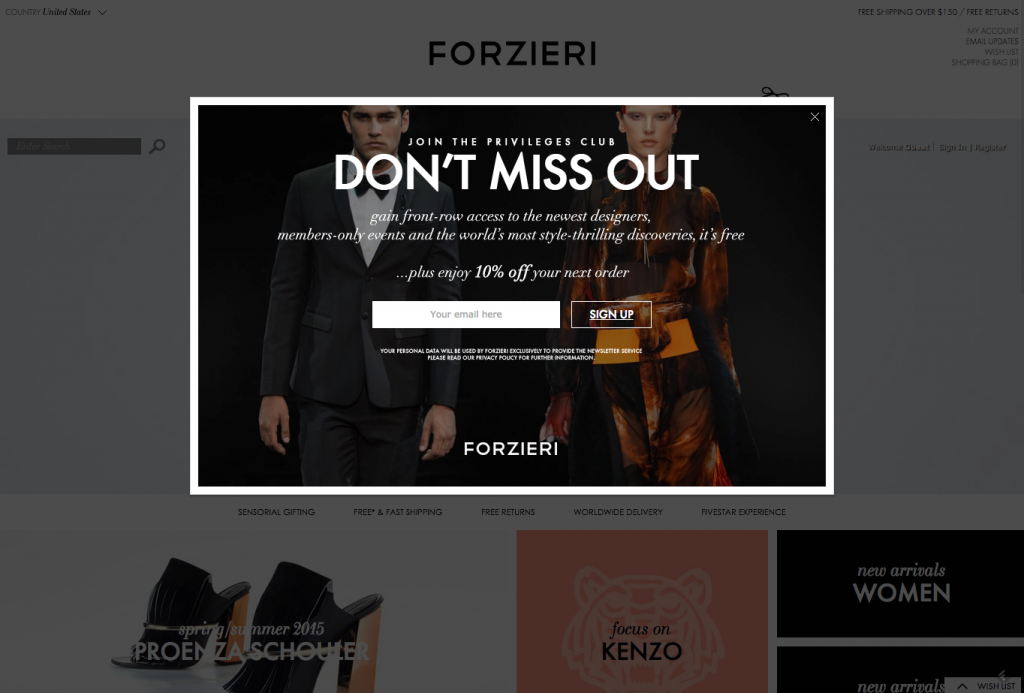 COUNTRY United States
FREE SHIPPING OVER $150 / FREE RETURNS
MY ACCOUNT
EMAIL UPDATES
WISH LIST
SHOPPING BAG (0)
FORZIERI
Enter Search
Welcome Guest | Sign In | Register
JOIN THE PRIVILEGES CLUB
DON'T MISS OUT
gain front-row access to the newest designers,
members-only events and the world's most style-thrilling discoveries, it's free
...plus enjoy 10% off your next order
Your email here
SIGN UP
YOUR PERSONAL DATA WILL BE USED BY FORZIERI EXCLUSIVELY TO PROVIDE THE NEWSLETTER SERVICE
PLEASE READ OUR PRIVACY POLICY FOR FURTHER INFORMATION.
FORZIERI
SENSORIAL GIFTING
FREE* & FAST SHIPPING
FREE RETURNS
WORLDWIDE DELIVERY
FIVESTAR EXPERIENCE
spring/summer 2015
PROENZA SCHOULER
focus on
KENZO
new arrivals
WOMEN
new arrivals
WISH LIST